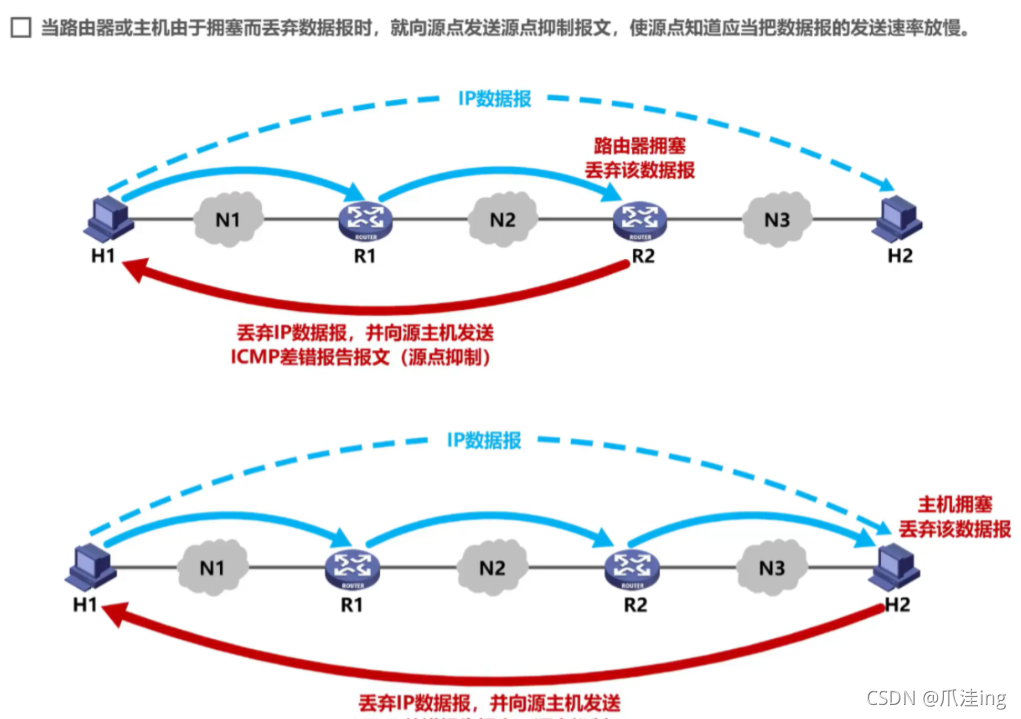 当路由器或主机由于拥塞而丢弃数据报时，就向源点发送源点抑制报文，使源点知道应当把数据报的发送速率放慢。
IP数据报
路由器拥塞
丢弃该数据报
N1
N2
N3
ROUTER
ROUTER
H1
R1
R2
H2
丢弃IP数据报，并向源主机发送
ICMP差错报告报文（源点抑制）
IP数据报
主机拥塞
丢弃该数据报
N1
N2
N3
ROUTER
ROUTER
H1
R1
R2
H2
丢弃IP数据报，并向源主机发送
CSDN @爪洼ing